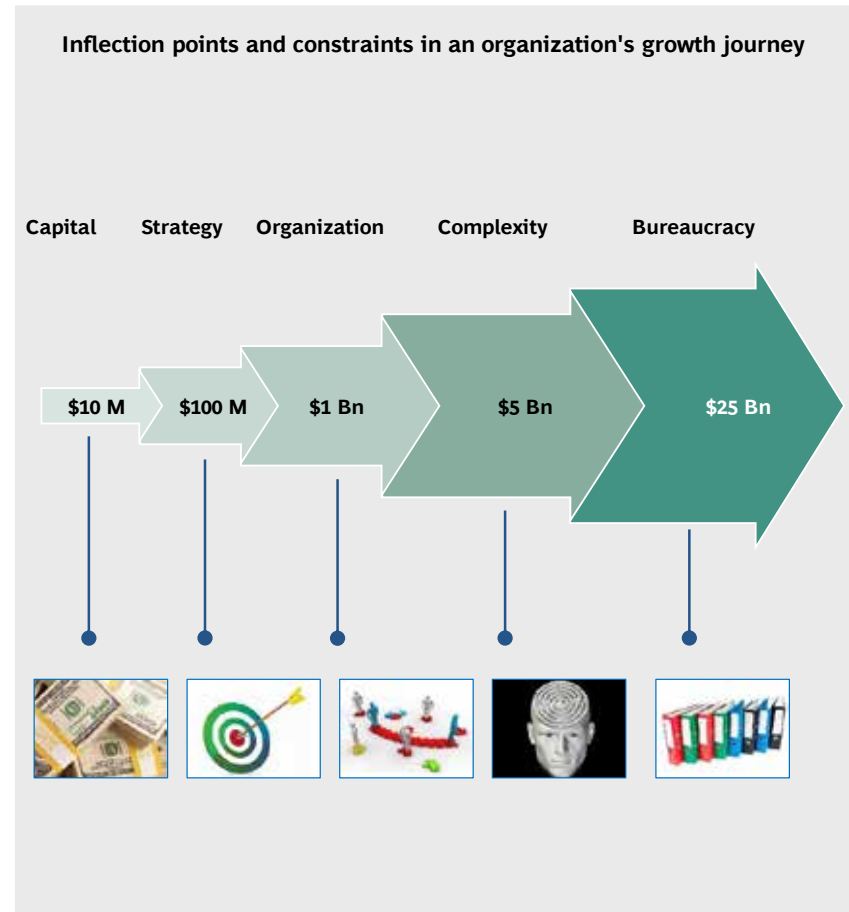 Inflection points and constraints in an organization's growth journey
Capital Strategy Organization Complexity Bureaucracy
$10 M $100 M $1 Bn $5 Bn $25 Bn